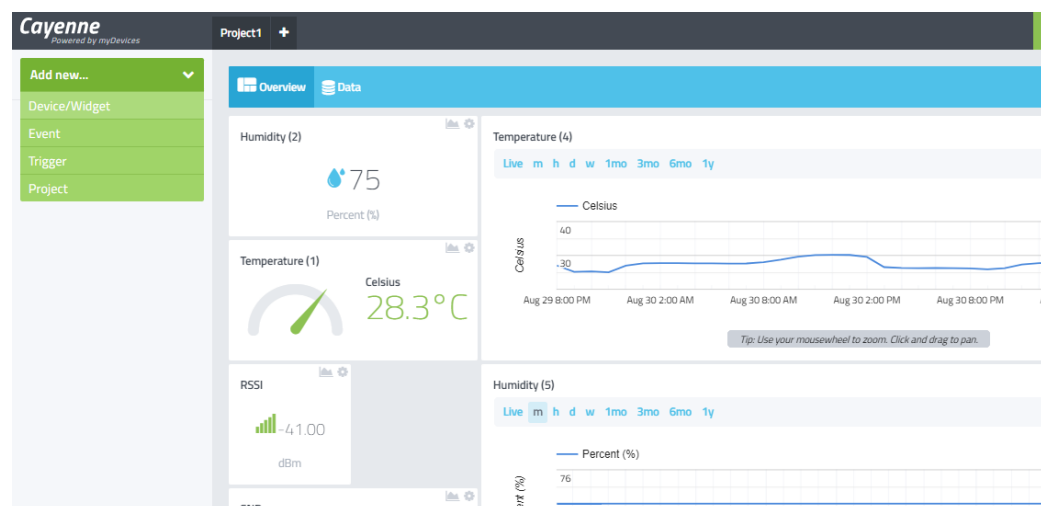 Cayenne
Powered by myDevices
Project1 +
Add new...
Device/Widget
Event
Trigger
Project
Overview Data
Humidity (2)
75
Percent (%)
Temperature (1)
Celsius
28.3°C
RSSI
-41.00
dBm
Temperature (4)
Live m h d w 1mo 3mo 6mo 1y
Celsius
40
30
Celsius
Aug 29 8:00 PM Aug 30 2:00 AM Aug 30 8:00 AM Aug 30 2:00 PM Aug 30 8:00 PM
Tip: Use your mousewheel to zoom. Click and drag to pan.
Humidity (5)
Live m h d w 1mo 3mo 6mo 1y
Percent (%)
76